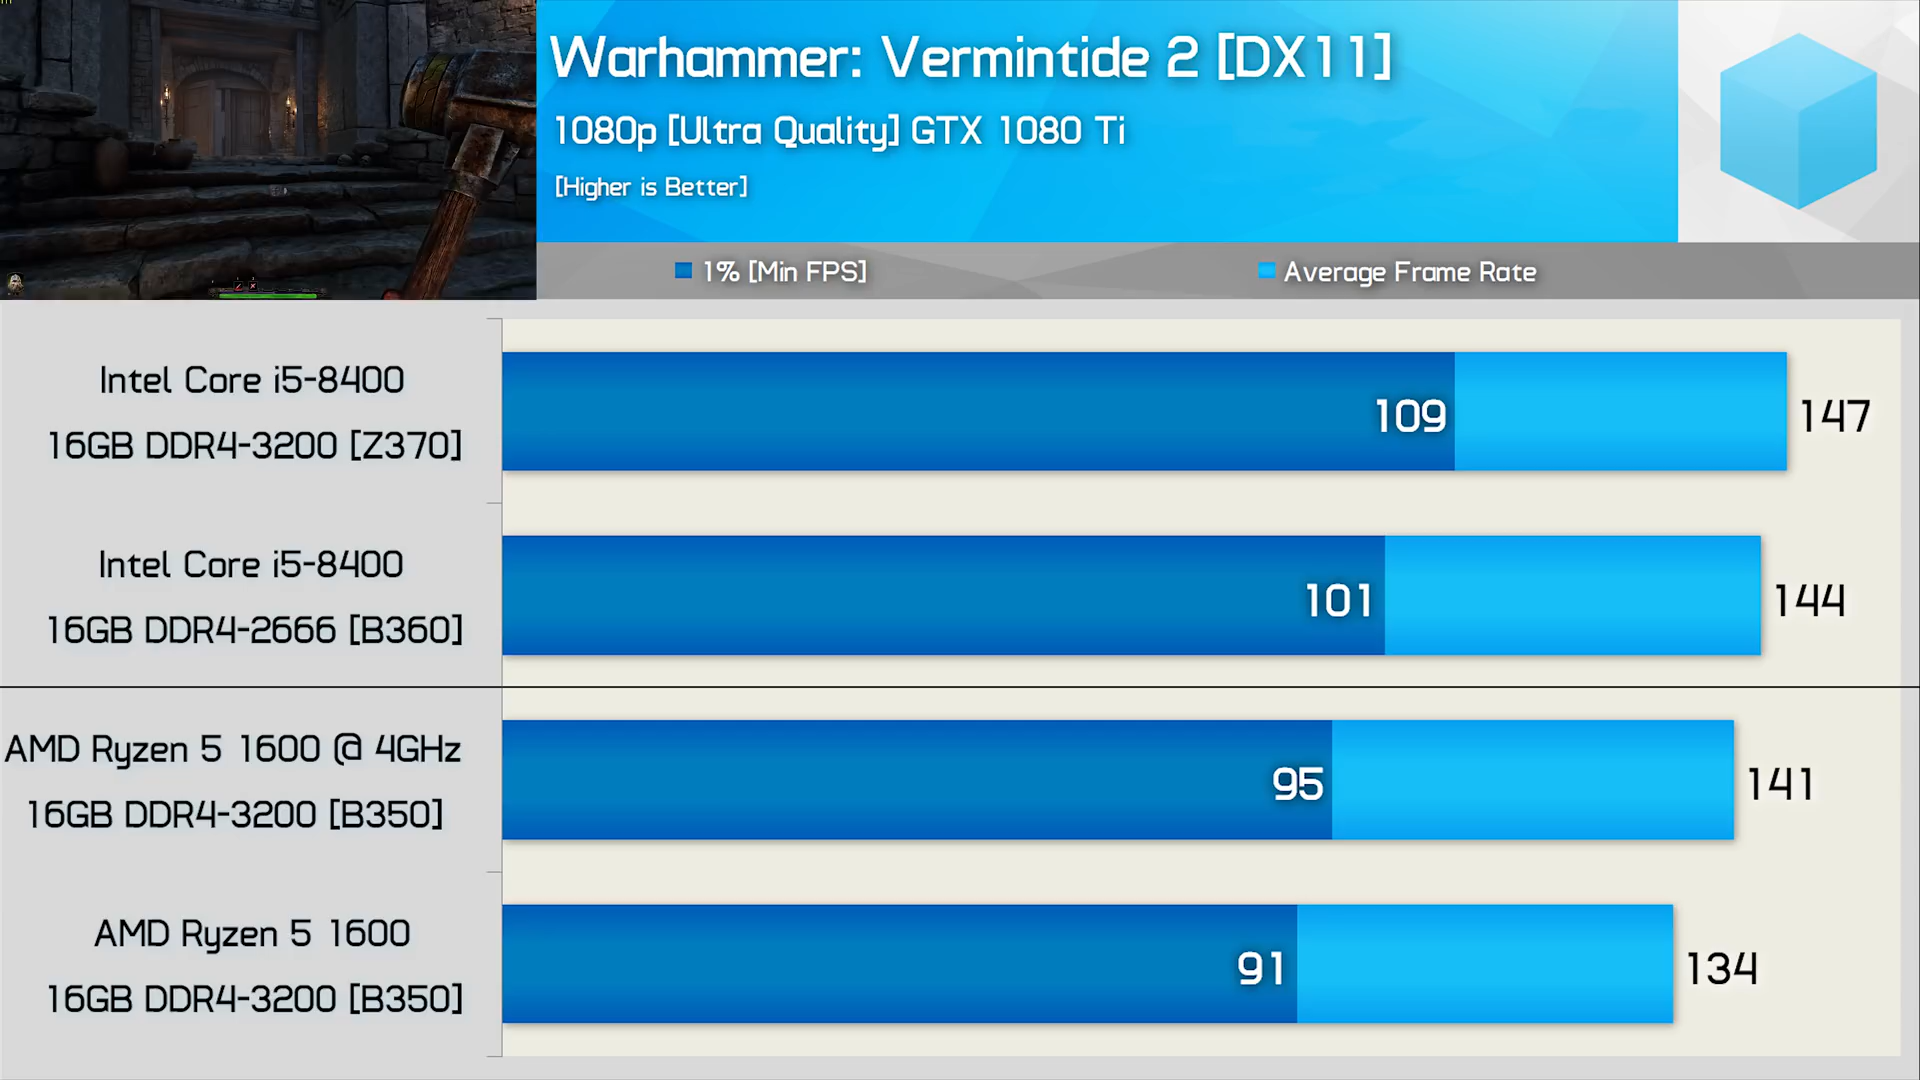 Warhammer: Vermintide 2 [DX11]
1080p [Ultra Quality] GTX 1080 Ti
[Higher is Better]
1% [Min FPS]
Average Frame Rate
Intel Core i5-8400
16GB DDR4-3200 [Z370]
109
147
Intel Core i5-8400
16GB DDR4-2666 [B360]
101
144
AMD Ryzen 5 1600 @ 4GHz
16GB DDR4-3200 [B350]
95
141
AMD Ryzen 5 1600
16GB DDR4-3200 [B350]
91
134